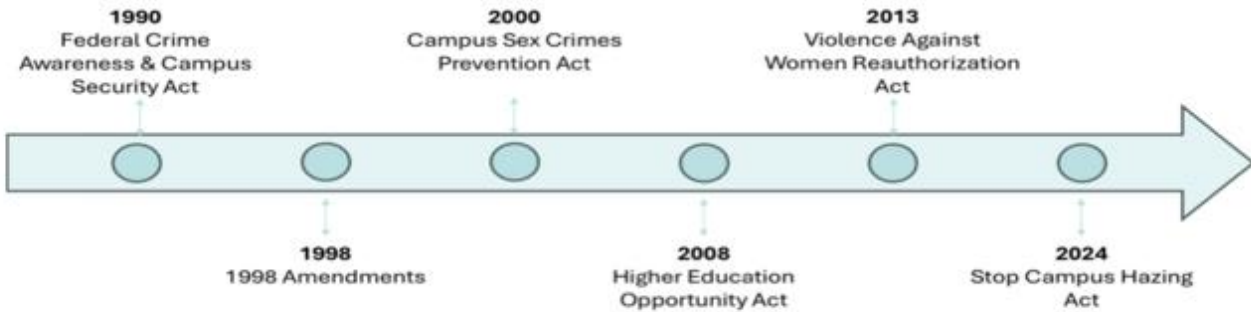 1990
Federal Crime
Awareness & Campus
Security Act
2000
Campus Sex Crimes
Prevention Act
2013
Violence Against
Women Reauthorization
Act
1998
1998 Amendments
2008
Higher Education
Opportunity Act
2024
Stop Campus Hazing
Act